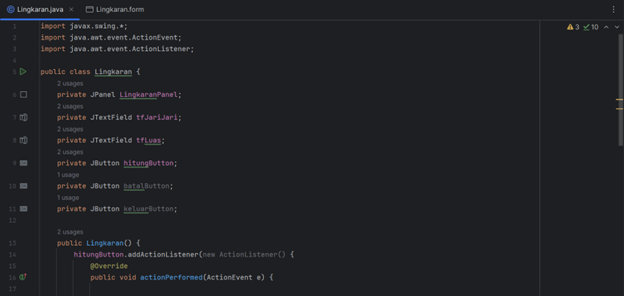 Lingkaran.java
Lingkaran.form
3 10
1 import javax.swing.*;
2 import java.awt.event.ActionEvent;
3 import java.awt.event.ActionListener;
4
5 public class Lingkaran {
2 usages
6 private JPanel LingkaranPanel;
2 usages
7 private JTextField tfJariJari;
2 usages
8 private JTextField tfLuas;
2 usages
9 private JButton hitungButton;
1 usage
10 private JButton batalButton;
1 usage
11 private JButton keluarButton;
12
2 usages
13 public Lingkaran() {
14 hitungButton.addActionListener(new ActionListener() {
15 @Override
16 public void actionPerformed(ActionEvent e) {
17